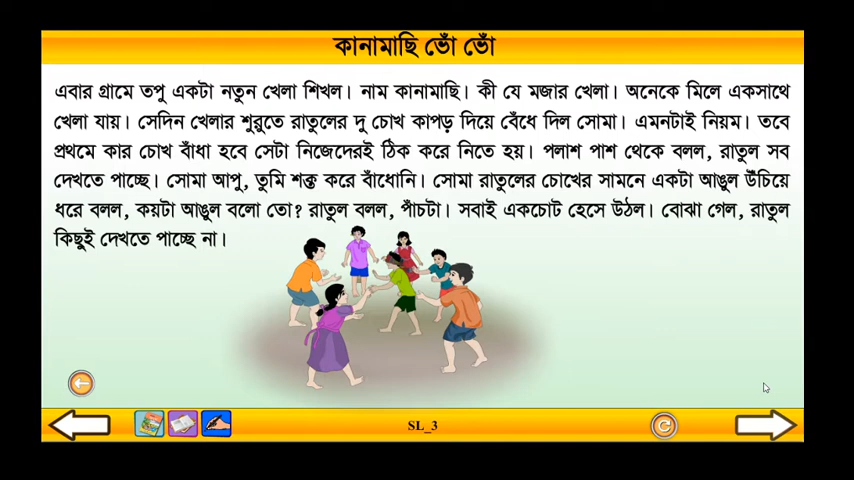 কানামাছি ভোঁ ভোঁ
এবার গ্রামে তপু একটা নতুন খেলা শিখল। নাম কানামাছি। কী যে মজার খেলা। অনেকে মিলে একসাথে
খেলা যায়। সেদিন খেলার শুরুতে রাতুলের দু চোখ কাপড় দিয়ে বেঁধে দিল সোমা। এমনটাই নিয়ম। তবে
প্রথমে কার চোখ বাঁধা হবে সেটা নিজেদেরই ঠিক করে নিতে হয়। পলাশ পাশ থেকে বলল, রাতুল সব
দেখতে পাচ্ছে। সোমা আপু, তুমি শক্ত করে বাঁধোনি। সোমা রাতুলের চোখের সামনে একটা আঙুল উঁচিয়ে
ধরে বলল, কয়টা আঙুল বলো তো? রাতুল বলল, পাঁচটা। সবাই একচোট হেসে উঠল। বোঝা গেল, রাতুল
কিছুই দেখতে পাচ্ছে না।
SL_3